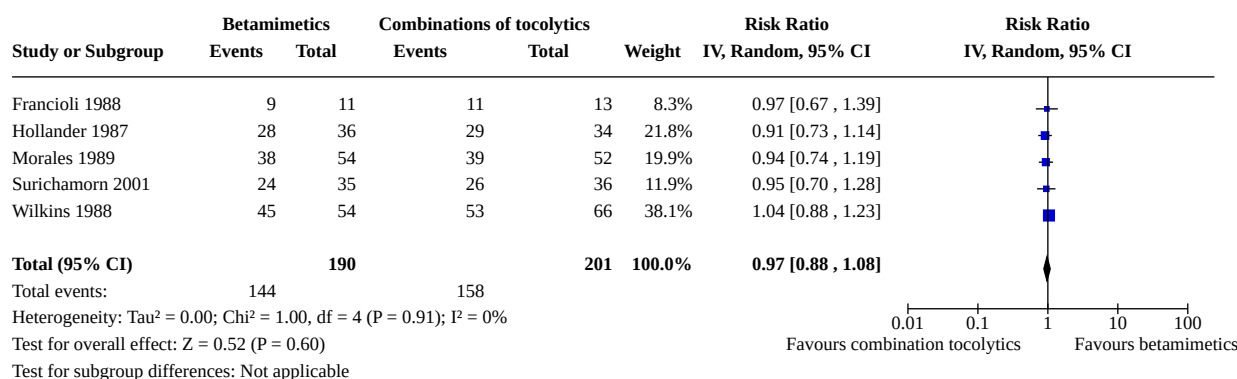 Betamimetics Combinations of tocolytics Risk Ratio Risk Ratio
Study or Subgroup Events Total Events Total Weight IV, Random, 95% CI IV, Random, 95% CI
Francioli 1988 9 11 11 13 8.3% 0.97 [0.67 , 1.39]
Hollander 1987 28 36 29 34 21.8% 0.91 [0.73 , 1.14]
Morales 1989 38 54 39 52 19.9% 0.94 [0.74 , 1.19]
Surichamorn 2001 24 35 26 36 11.9% 0.95 [0.70 , 1.28]
Wilkins 1988 45 54 53 66 38.1% 1.04 [0.88 , 1.23]
Total (95% CI) 190 201 100.0% 0.97 [0.88 , 1.08]
Total events: 144 158
Heterogeneity: Tau² = 0.00; Chi² = 1.00, df = 4 (P = 0.91); I² = 0%
0.01 0.1 1 10 100
Test for overall effect: Z = 0.52 (P = 0.60) Favours combination tocolytics Favours betamimetics
Test for subgroup differences: Not applicable